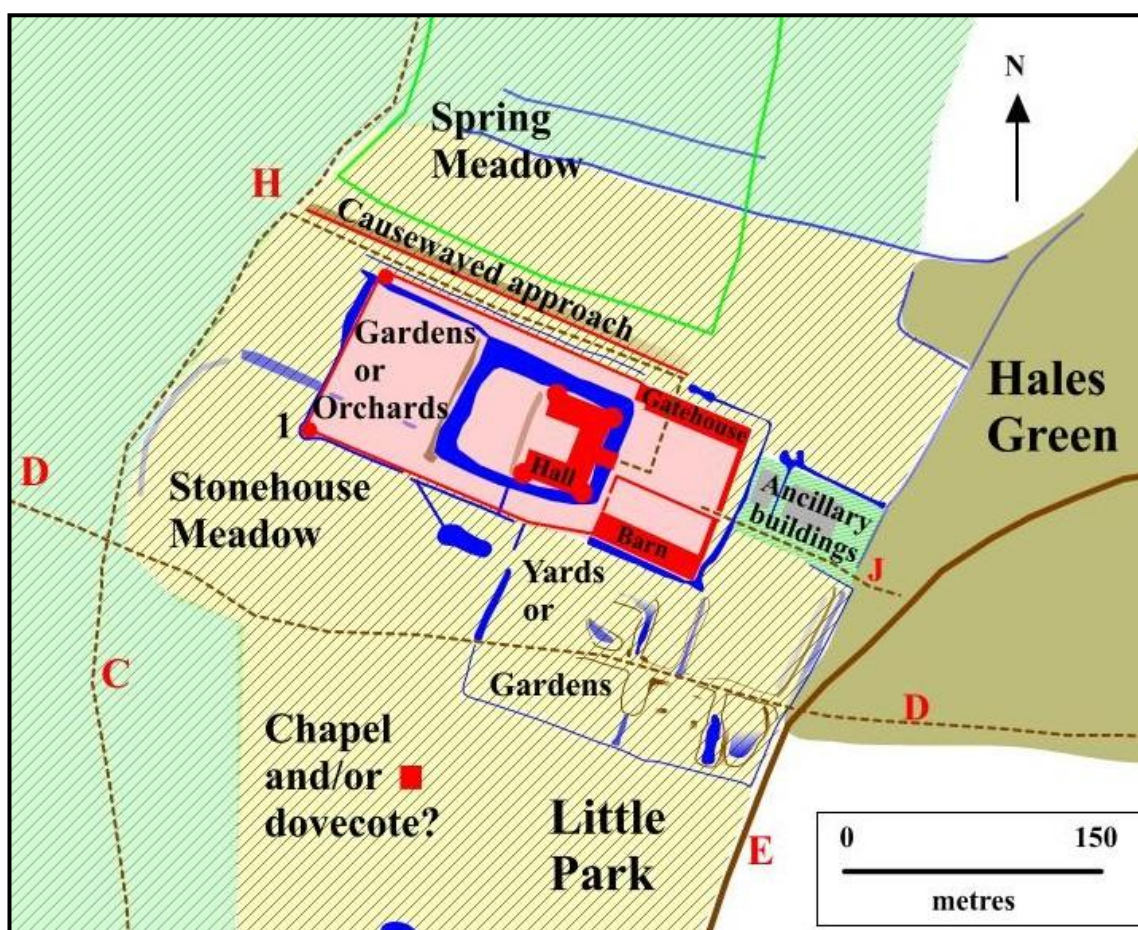 N
Spring
Meadow
H
Causewayed approach
Gardens
or
Orchards
Gatehouse
Hales
Green
1
Hall
D
Stonehouse
Meadow
Ancillary
buildings
Barn
J
Yards
or
C
Gardens
D
Chapel
and/or
dovecote?
Little
Park
E
0 150
metres